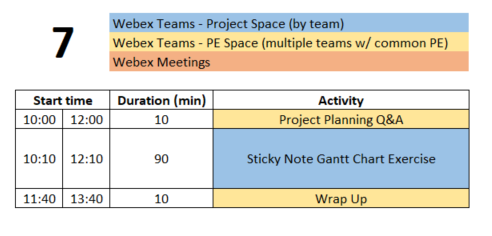 7
Webex Teams - Project Space (by team)
Webex Teams - PE Space (multiple teams w/ common PE)
Webex Meetings
Start time Duration (min) Activity
10:00 12:00 10 Project Planning Q&A
10:10 12:10 90 Sticky Note Gantt Chart Exercise
11:40 13:40 10 Wrap Up